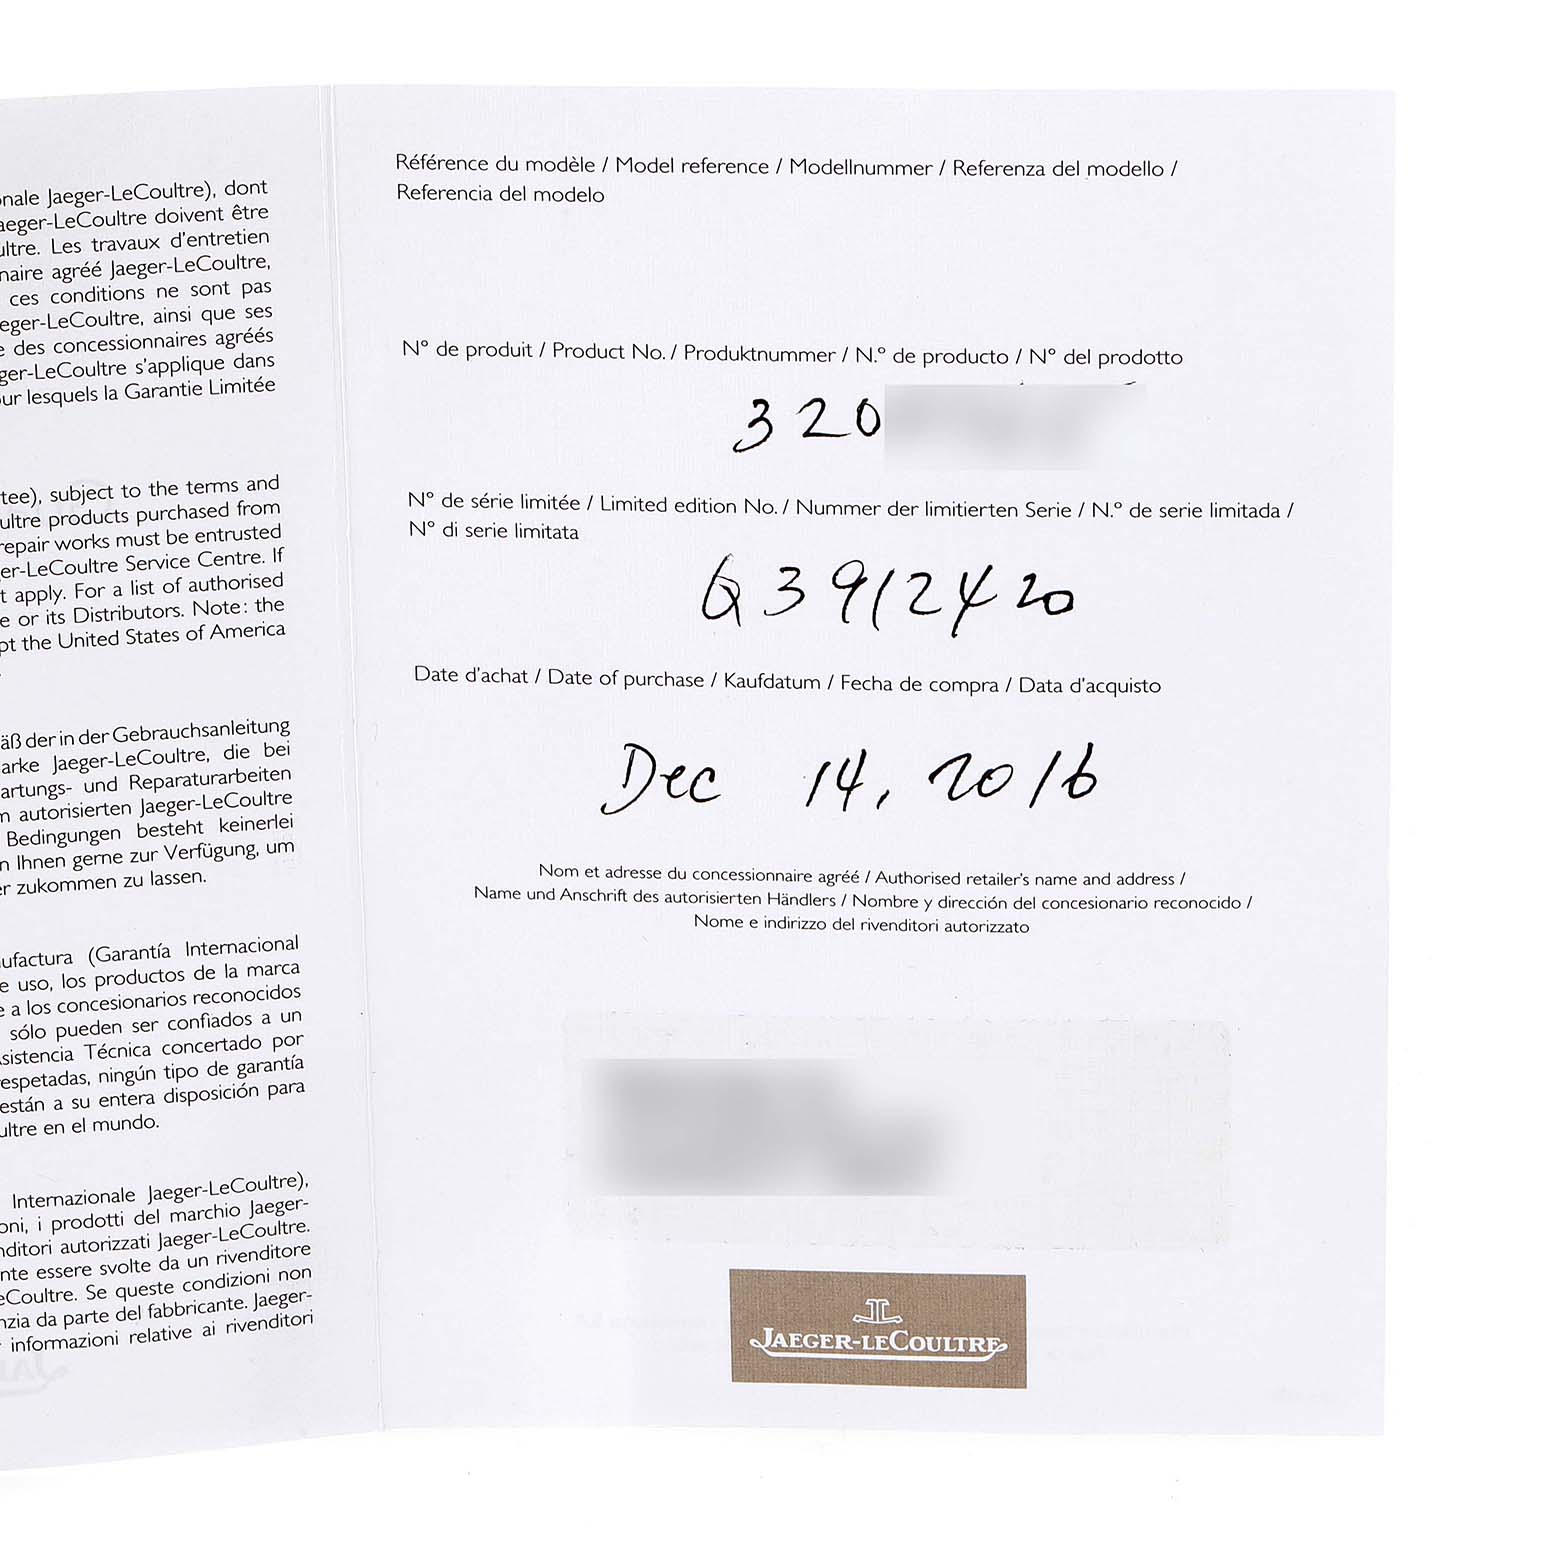 onale Jaeger-LeCoultre), dont
aeger-LeCoultre doivent être
ultre. Les travaux d'entretien
naire agréé Jaeger-LeCoultre,
ces conditions ne sont pas
eger-LeCoultre, ainsi que ses
e des concessionnaires agréés
ger-LeCoultre s'applique dans
our lesquels la Garantie Limitée
tee), subject to the terms and
oultre products purchased from
repair works must be entrusted
er-LeCoultre Service Centre. If
t apply. For a list of authorised
e or its Distributors. Note: the
pt the United States of America
äß der in der Gebrauchsanleitung
arke Jaeger-LeCoultre, die bei
artungs- und Reparaturarbeiten
n autorisierten Jaeger-LeCoultre
Bedingungen besteht keinerlei
n Ihnen gerne zur Verfügung, um
er zukommen zu lassen.
ufactura (Garantía Internacional
e uso, los productos de la marca
e a los concesionarios reconocidos
sólo pueden ser confiados a un
sistencia Técnica concertado por
espetadas, ningún tipo de garantía
están a su entera disposición para
ultre en el mundo.
Internazionale Jaeger-LeCoultre),
oni, i prodotti del marchio Jaeger-
nditori autorizzati Jaeger-LeCoultre.
nte essere svolte da un rivenditore
eCoultre. Se queste condizioni non
nzia da parte del fabbricante. Jaeger-
informazioni relative ai rivenditori
Référence du modèle / Model reference / Modellnummer / Referenza del modello /
Referencia del modelo
N° de produit / Product No. / Produktnummer / N.º de producto / N° del prodotto
320
N° de série limitée / Limited edition No. / Nummer der limitierten Serie / N.º de serie limitada /
N° di serie limitata
Q3912420
Date d'achat / Date of purchase / Kaufdatum / Fecha de compra / Data d'acquisto
Dec 14, 2016
Nom et adresse du concessionnaire agréé / Authorised retailer's name and address /
Name und Anschrift des autorisierten Händlers / Nombre y dirección del concesionario reconocido /
Nome e indirizzo del rivenditori autorizzato
JAEGER-LECOULTRE